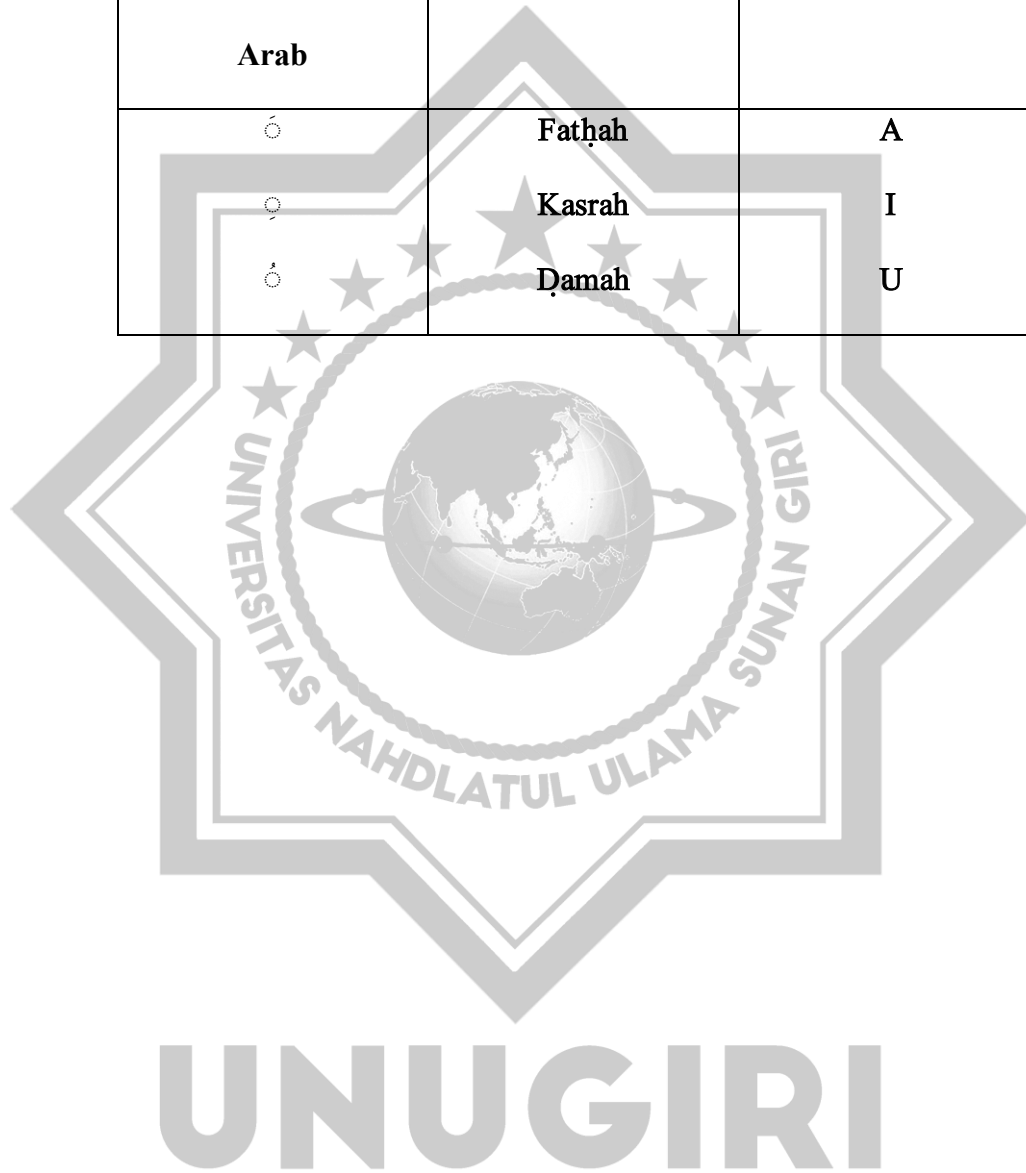 Arab
◌َ Fatḥah A
◌ِ Kasrah I
◌ُ Ḍamah U
UNIVERSITAS NAHDLATUL ULAMA SUNAN GIRI
UNUGIRI